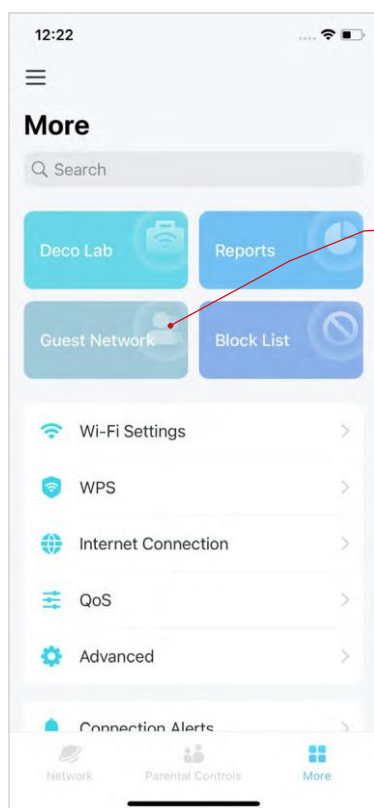 12:22
More
Search
Deco Lab
Reports
Guest Network
Block List
Wi-Fi Settings
WPS
Internet Connection
QoS
Advanced
Connection Alerts
Network
Parental Controls
More